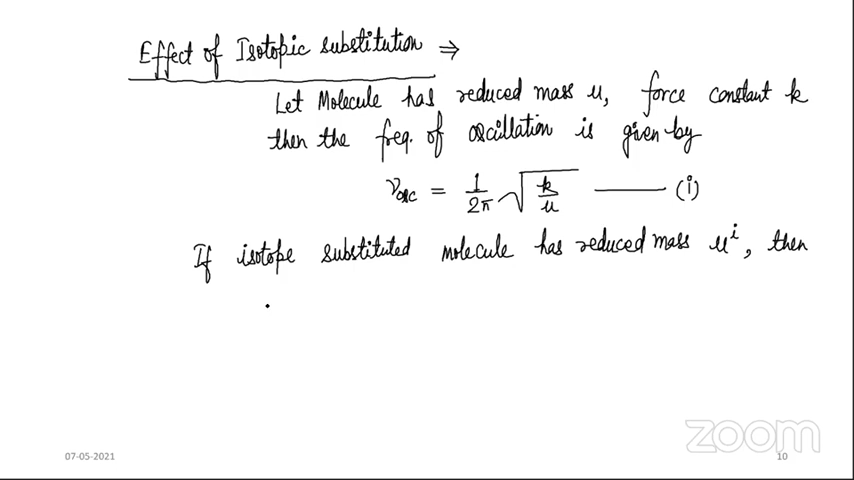 Effect of Isotopic substitution ⇒
Let Molecule has reduced mass μ, force constant k
then the freq. of oscillation is given by
ν_osc = 1/2π √(k/μ) —— (i)
If isotope substituted molecule has reduced mass μ^i, then
zoom
07-05-2021 10